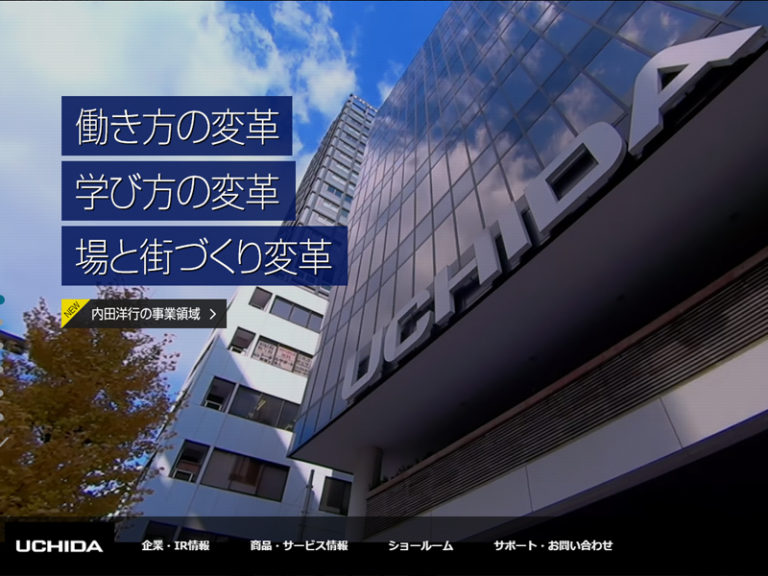 働き方の変革
学び方の変革
場と街づくり変革
NEW
内田洋行の事業領域
UCHIDA
UCHIDA
企業・IR情報
商品・サービス情報
ショールーム
サポート・お問い合わせ